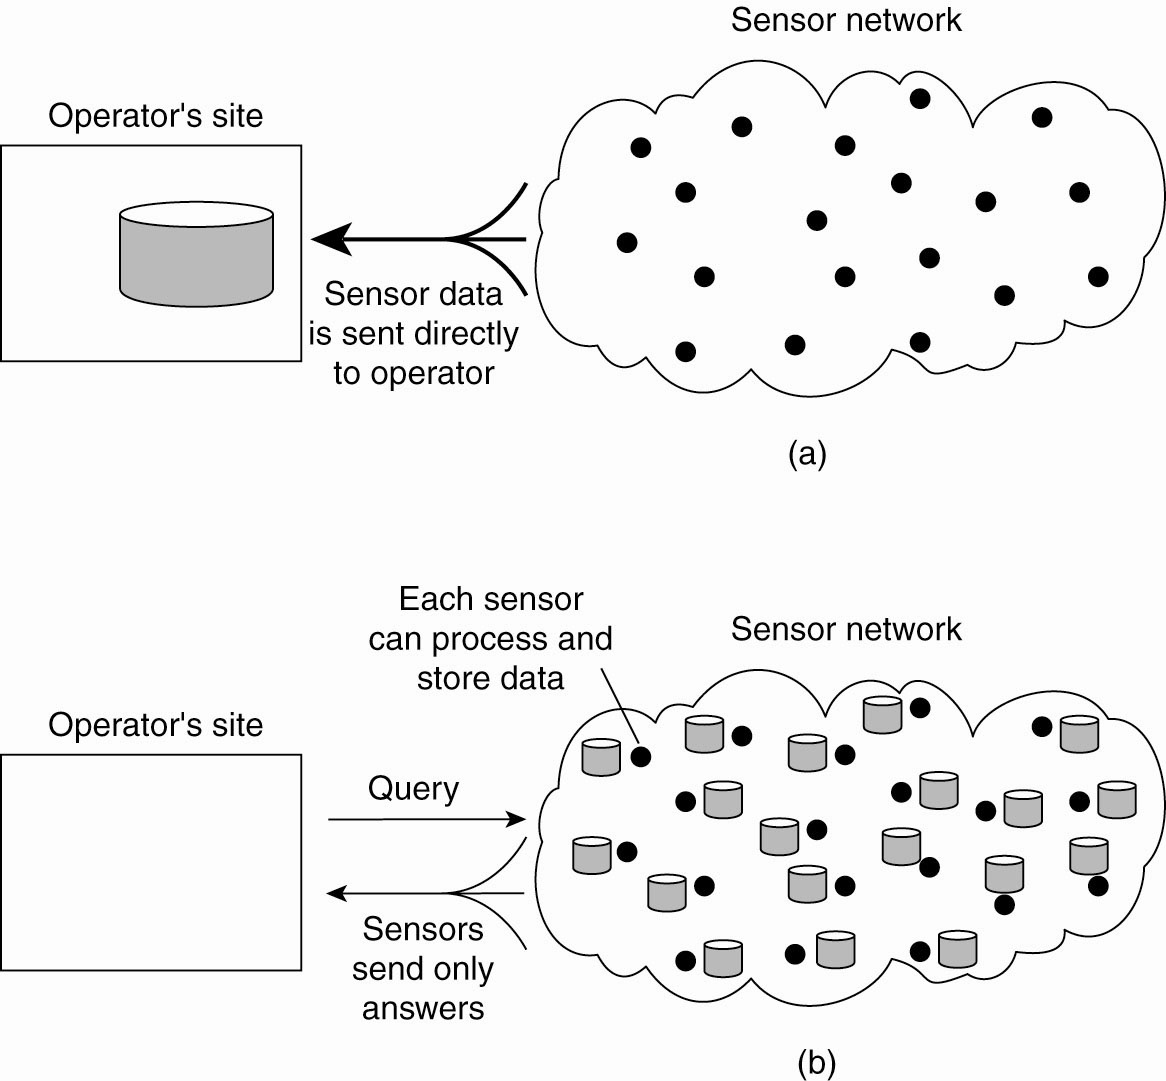 Sensor network
Operator's site
Sensor data
is sent directly
to operator
(a)
Each sensor
can process and
store data
Sensor network
Operator's site
Query
Sensors
send only
answers
(b)